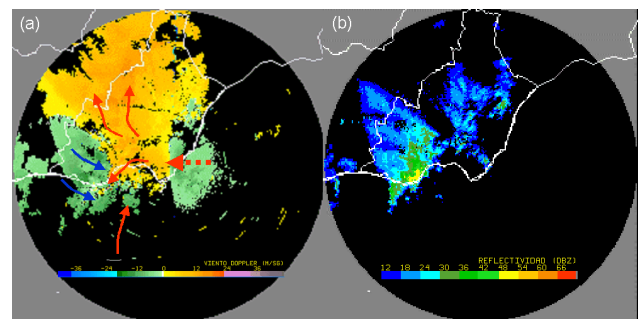 (a)
VIENTO DOPPLER (M/SG)
-36 -24 -12 0 12 24 36
(b)
REFLECTIVIDAD (DBZ)
12 18 24 30 36 42 48 54 60 66